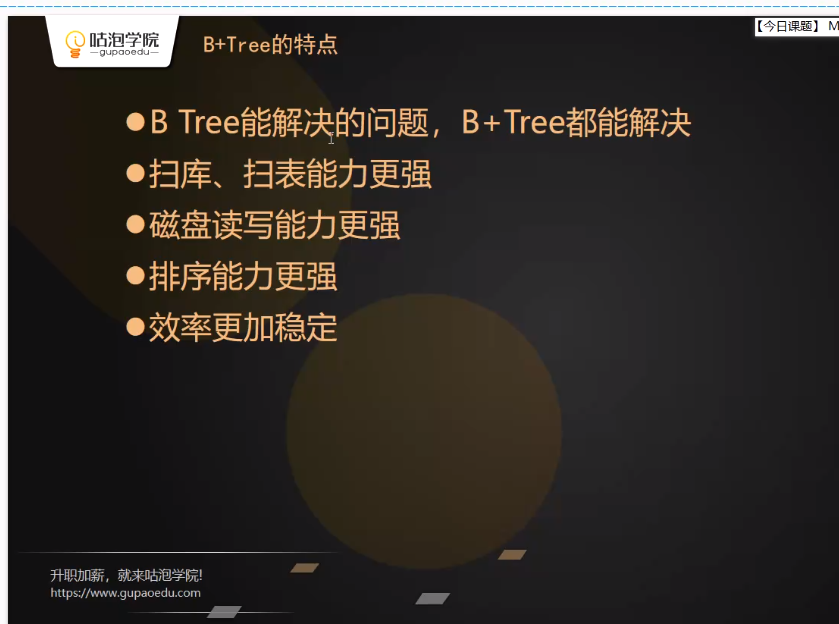 咕泡学院
—gupaoedu—
B+Tree的特点
【今日课题】 M
●B Tree能解决的问题，B+Tree都能解决
●扫库、扫表能力更强
●磁盘读写能力更强
●排序能力更强
●效率更加稳定
升职加薪，就来咕泡学院!
https://www.gupaoedu.com